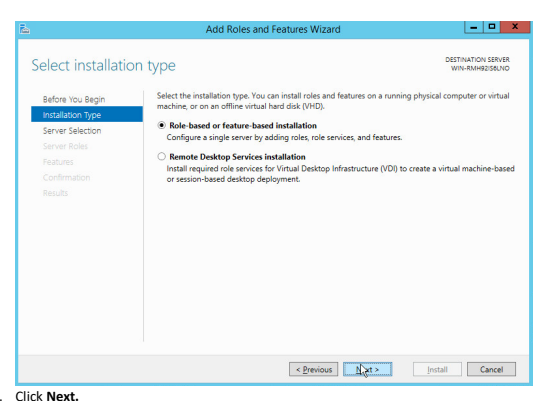 Add Roles and Features Wizard
Select installation type
DESTINATION SERVER
WIN-RMH92IS6LNO
Before You Begin
Installation Type
Server Selection
Server Roles
Features
Confirmation
Results
Select the installation type. You can install roles and features on a running physical computer or virtual
machine, or on an offline virtual hard disk (VHD).
Role-based or feature-based installation
Configure a single server by adding roles, role services, and features.
Remote Desktop Services installation
Install required role services for Virtual Desktop Infrastructure (VDI) to create a virtual machine-based
or session-based desktop deployment.
< Previous Next > Install Cancel
. Click Next.